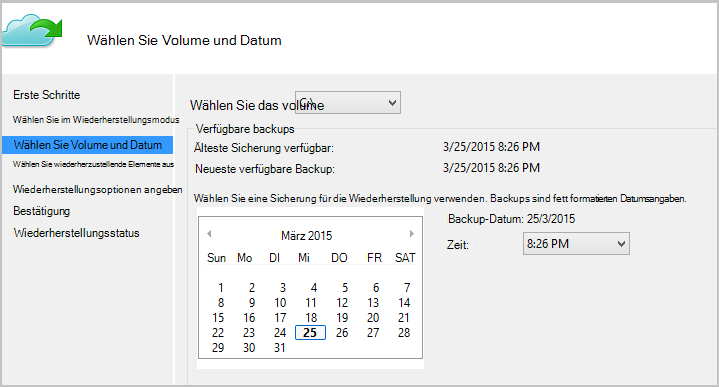 Wählen Sie Volume und Datum
Erste Schritte
Wählen Sie im Wiederherstellungsmodus
Wählen Sie Volume und Datum
Wählen Sie wiederherzustellende Elemente aus
Wiederherstellungsoptionen angeben
Bestätigung
Wiederherstellungsstatus
Wählen Sie das volume C:\
Verfügbare backups
Älteste Sicherung verfügbar: 3/25/2015 8:26 PM
Neueste verfügbare Backup: 3/25/2015 8:26 PM
Wählen Sie eine Sicherung für die Wiederherstellung verwenden. Backups sind fett formatierten Datumsangaben.
März 2015
Sun Mo DI Mi DO FR SAT
1 2 3 4 5 6 7
8 9 10 11 12 13 14
15 16 17 18 19 20 21
22 23 24 25 26 27 28
29 30 31
Backup-Datum: 25/3/2015
Zeit: 8:26 PM